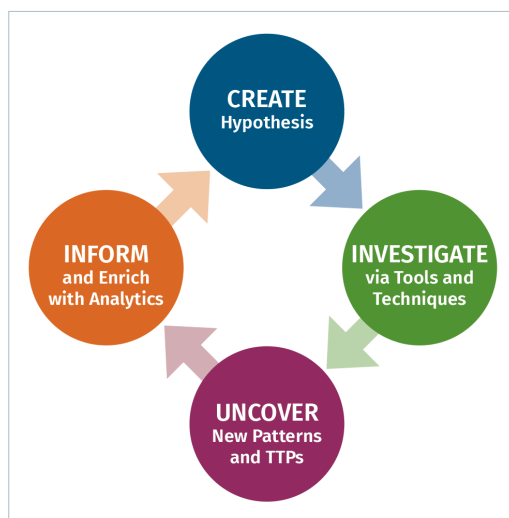 CREATE
Hypothesis
INVESTIGATE
via Tools and
Techniques
UNCOVER
New Patterns
and TTPs
INFORM
and Enrich
with Analytics